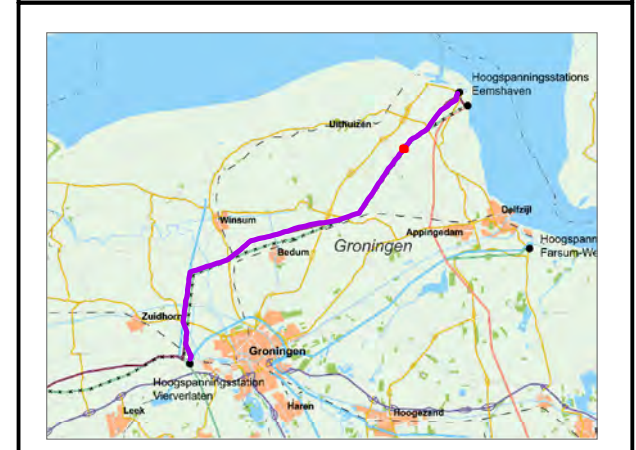 Hoogspanningsstations
Eemshaven
Uithuizen
Delfzijl
Winsum
Appingedam
Groningen
Hoogspann
Farsum-We
Bedum
Zuidhorn
Groningen
Hoogspanningsstation
Vierverlaten
Leek
Haren
Hoogezand